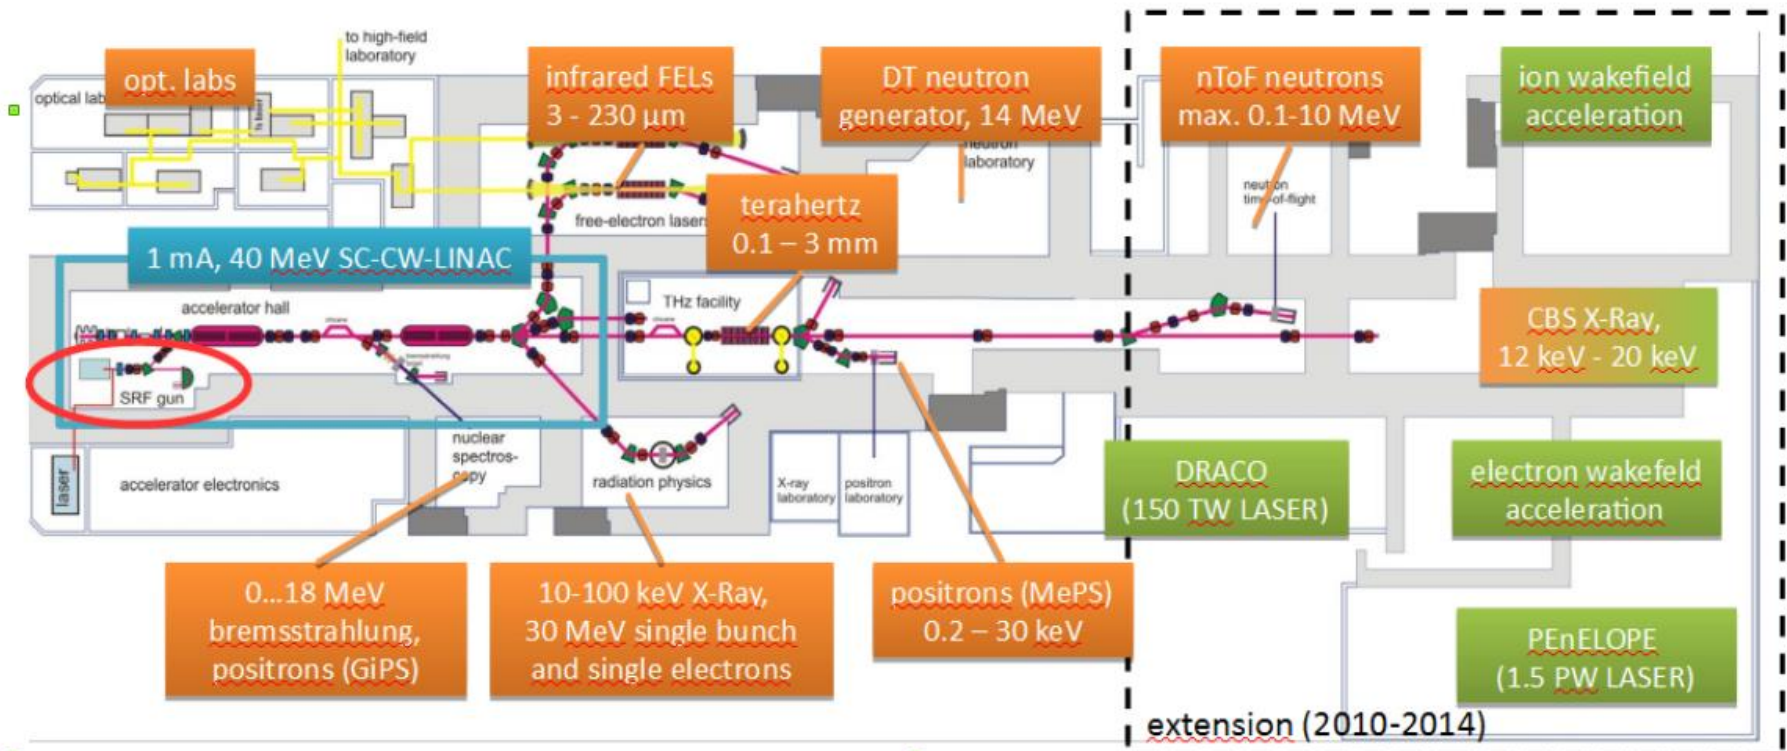 to high-field
laboratory
opt. labs
optical lab
infrared FELs
3 - 230 µm
DT neutron
generator, 14 MeV
neutron
laboratory
nToF neutrons
max. 0.1-10 MeV
ion wakefield
acceleration
neutron
time-of-flight
free-electron lasers
terahertz
0.1 – 3 mm
1 mA, 40 MeV SC-CW-LINAC
accelerator hall
THz facility
CBS X-Ray,
12 keV - 20 keV
SRF gun
nuclear
spectros-
copy
laser
accelerator electronics
radiation physics
X-ray
laboratory
positron
laboratory
DRACO
(150 TW LASER)
electron wakefeld
acceleration
0...18 MeV
bremsstrahlung,
positrons (GiPS)
10-100 keV X-Ray,
30 MeV single bunch
and single electrons
positrons (MePS)
0.2 – 30 keV
PEnELOPE
(1.5 PW LASER)
extension (2010-2014)